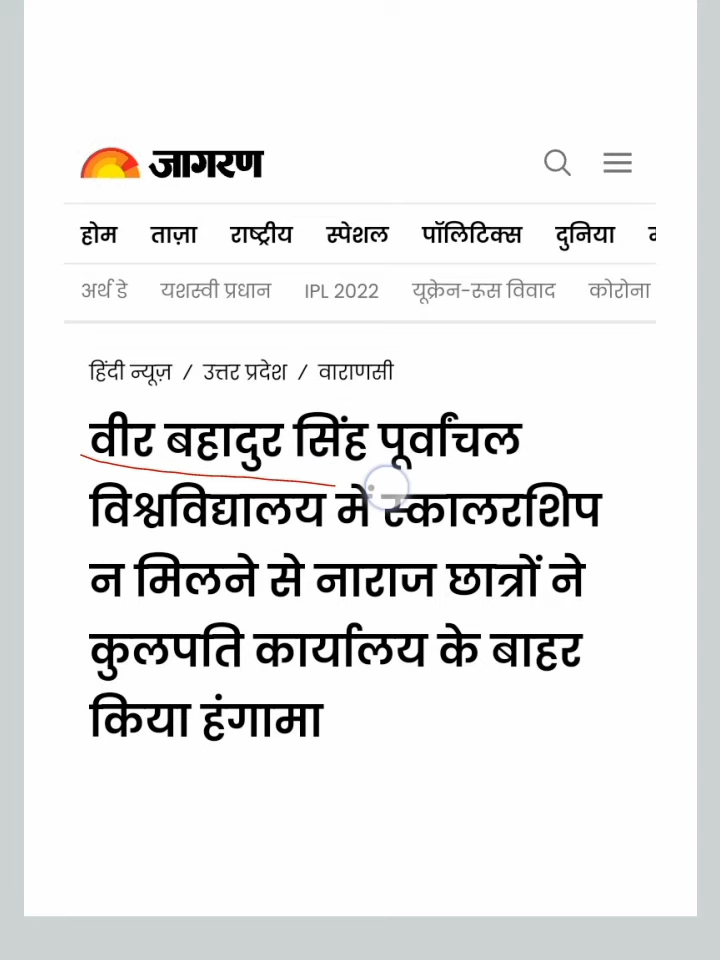 जागरण
होम ताज़ा राष्ट्रीय स्पेशल पॉलिटिक्स दुनिया
अर्थ डे यशस्वी प्रधान IPL 2022 यूक्रेन-रूस विवाद कोरोना
हिंदी न्यूज़ / उत्तर प्रदेश / वाराणसी
वीर बहादुर सिंह पूर्वांचल
विश्वविद्यालय में स्कालरशिप
न मिलने से नाराज छात्रों ने
कुलपति कार्यालय के बाहर
किया हंगामा